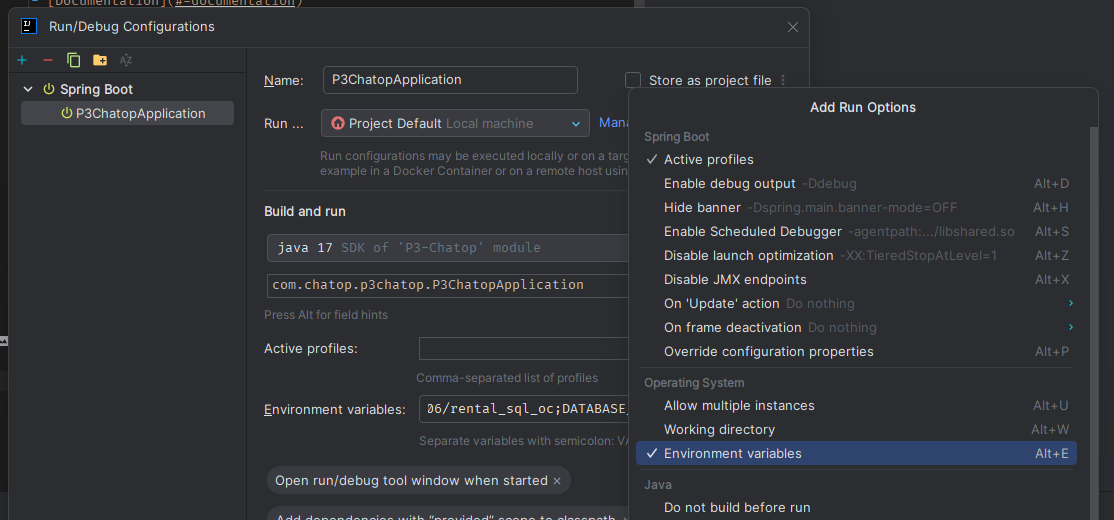 [Documentation](#-documentation)
Run/Debug Configurations
Spring Boot
P3ChatopApplication
Name:
P3ChatopApplication
Store as project file
Run ...
Project Default Local machine
Mana
Run configurations may be executed locally or on a targ
example in a Docker Container or on a remote host usin
Build and run
java 17 SDK of 'P3-Chatop' module
com.chatop.p3chatop.P3ChatopApplication
Press Alt for field hints
Active profiles:
Comma-separated list of profiles
Environment variables:
06/rental_sql_oc;DATABASE_
Separate variables with semicolon: VA
Open run/debug tool window when started ×
Add dependencies with “provided” scope to classpath
Add Run Options
Spring Boot
Active profiles
Enable debug output -Ddebug Alt+D
Hide banner -Dspring.main.banner-mode=OFF Alt+H
Enable Scheduled Debugger -agentpath:.../libshared.so Alt+S
Disable launch optimization -XX:TieredStopAtLevel=1 Alt+Z
Disable JMX endpoints Alt+X
On 'Update' action Do nothing
On frame deactivation Do nothing
Override configuration properties Alt+P
Operating System
Allow multiple instances Alt+U
Working directory Alt+W
Environment variables Alt+E
Java
Do not build before run